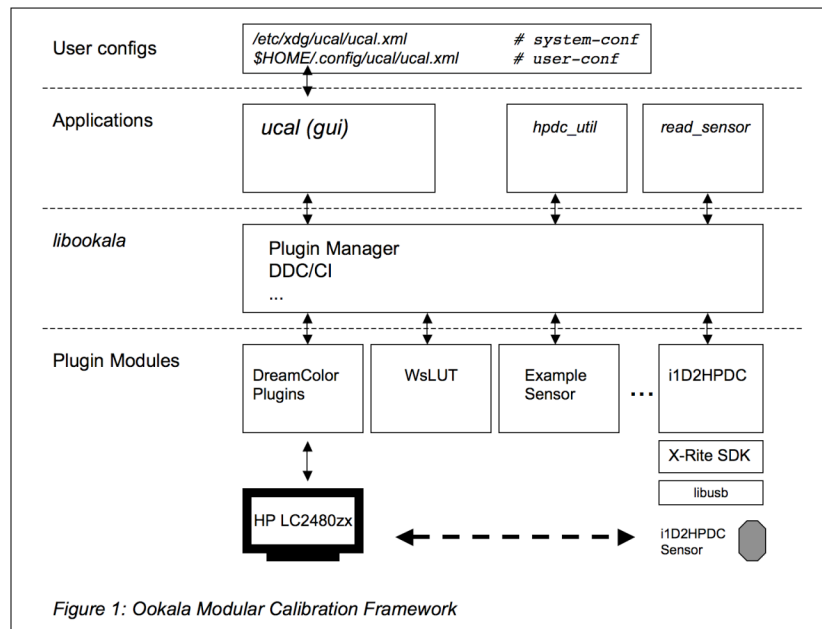 User configs
/etc/xdg/ucal/ucal.xml # system-conf
$HOME/.config/ucal/ucal.xml # user-conf
Applications
ucal (gui)
hpdc_util
read_sensor
libookala
Plugin Manager
DDC/CI
...
Plugin Modules
DreamColor
Plugins
WsLUT
Example
Sensor
...
i1D2HPDC
X-Rite SDK
libusb
HP LC2480zx
i1D2HPDC
Sensor
Figure 1: Ookala Modular Calibration Framework